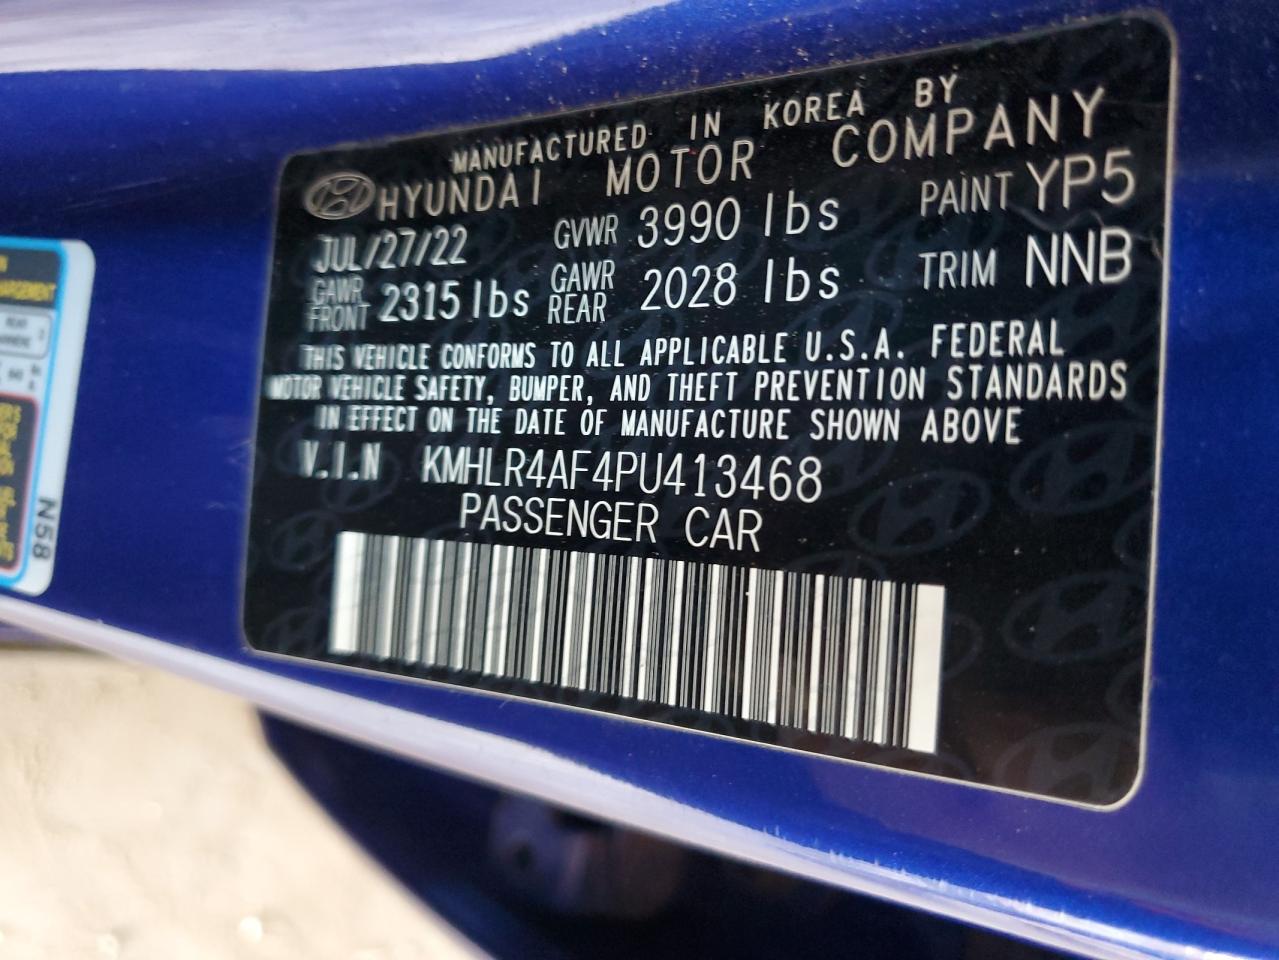 MANUFACTURED IN KOREA BY
HYUNDAI MOTOR COMPANY
JUL/27/22 GVWR 3990 lbs PAINT YP5
GAWR FRONT 2315 lbs GAWR REAR 2028 lbs TRIM NNB
THIS VEHICLE CONFORMS TO ALL APPLICABLE U.S.A. FEDERAL
MOTOR VEHICLE SAFETY, BUMPER, AND THEFT PREVENTION STANDARDS
IN EFFECT ON THE DATE OF MANUFACTURE SHOWN ABOVE
V.I.N KMHLR4AF4PU413468
PASSENGER CAR
REAR
N58